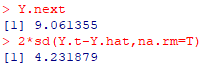 > Y.next
[1] 9.061355
> 2*sd(Y.t-Y.hat,na.rm=T)
[1] 4.231879